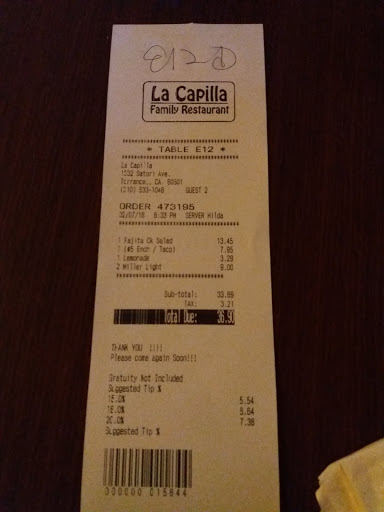 E12 D
La Capilla
Family Restaurant
* TABLE E12 *
La Capilla
1332 Sartori Ave.
Torrance,, CA. 90501
(310) 533-1048 GUEST 2
ORDER 473195
02/07/18 6:33 PM SERVER Hilda
1 Fajita Ck Salad 13.45
1 (#5 Ench / Taco) 7.95
1 Lemonade 3.29
2 Miller Light 9.00
Sub-total: 33.69
TAX: 3.21
Total Due: 36.90
THANK YOU !!!!
Please come again Soon!!!
Gratuity Not Included
Suggested Tip %
15.0% 5.54
18.0% 6.64
20.0% 7.38
Suggested Tip %
000000 015844